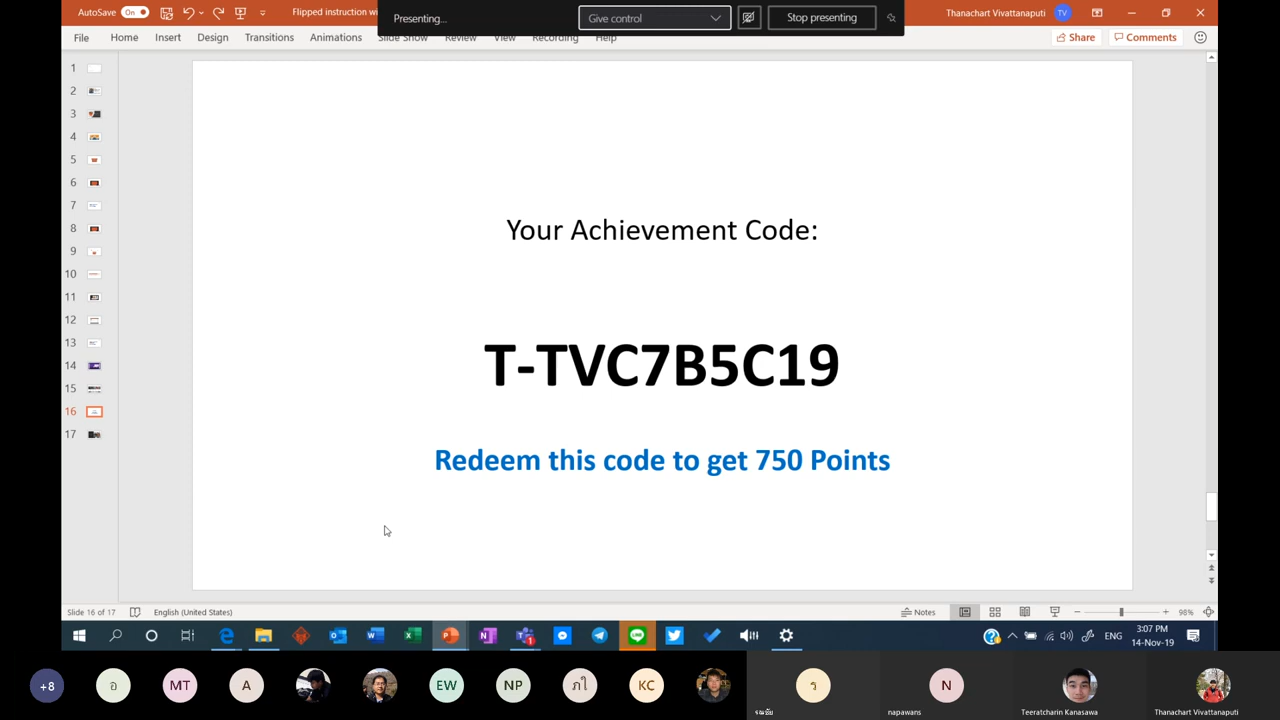 AutoSave On Flipped instruction wi
Presenting... Give control Stop presenting
Thanachart Vivattanaputi TV
File Home Insert Design Transitions Animations Slide Show Review View Recording Help Share Comments
1
2
3
4
5
6
7
8
9
10
11
12
13
14
15
16
17
Your Achievement Code:
T-TVC7B5C19
Redeem this code to get 750 Points
Slide 16 of 17 English (United States) Notes 98%
ENG 3:07 PM
14-Nov-19
+8 อ MT A EW NP ภใ KC ร N
napawans Teeratcharin Kanasawa Thanachart Vivattanaputi